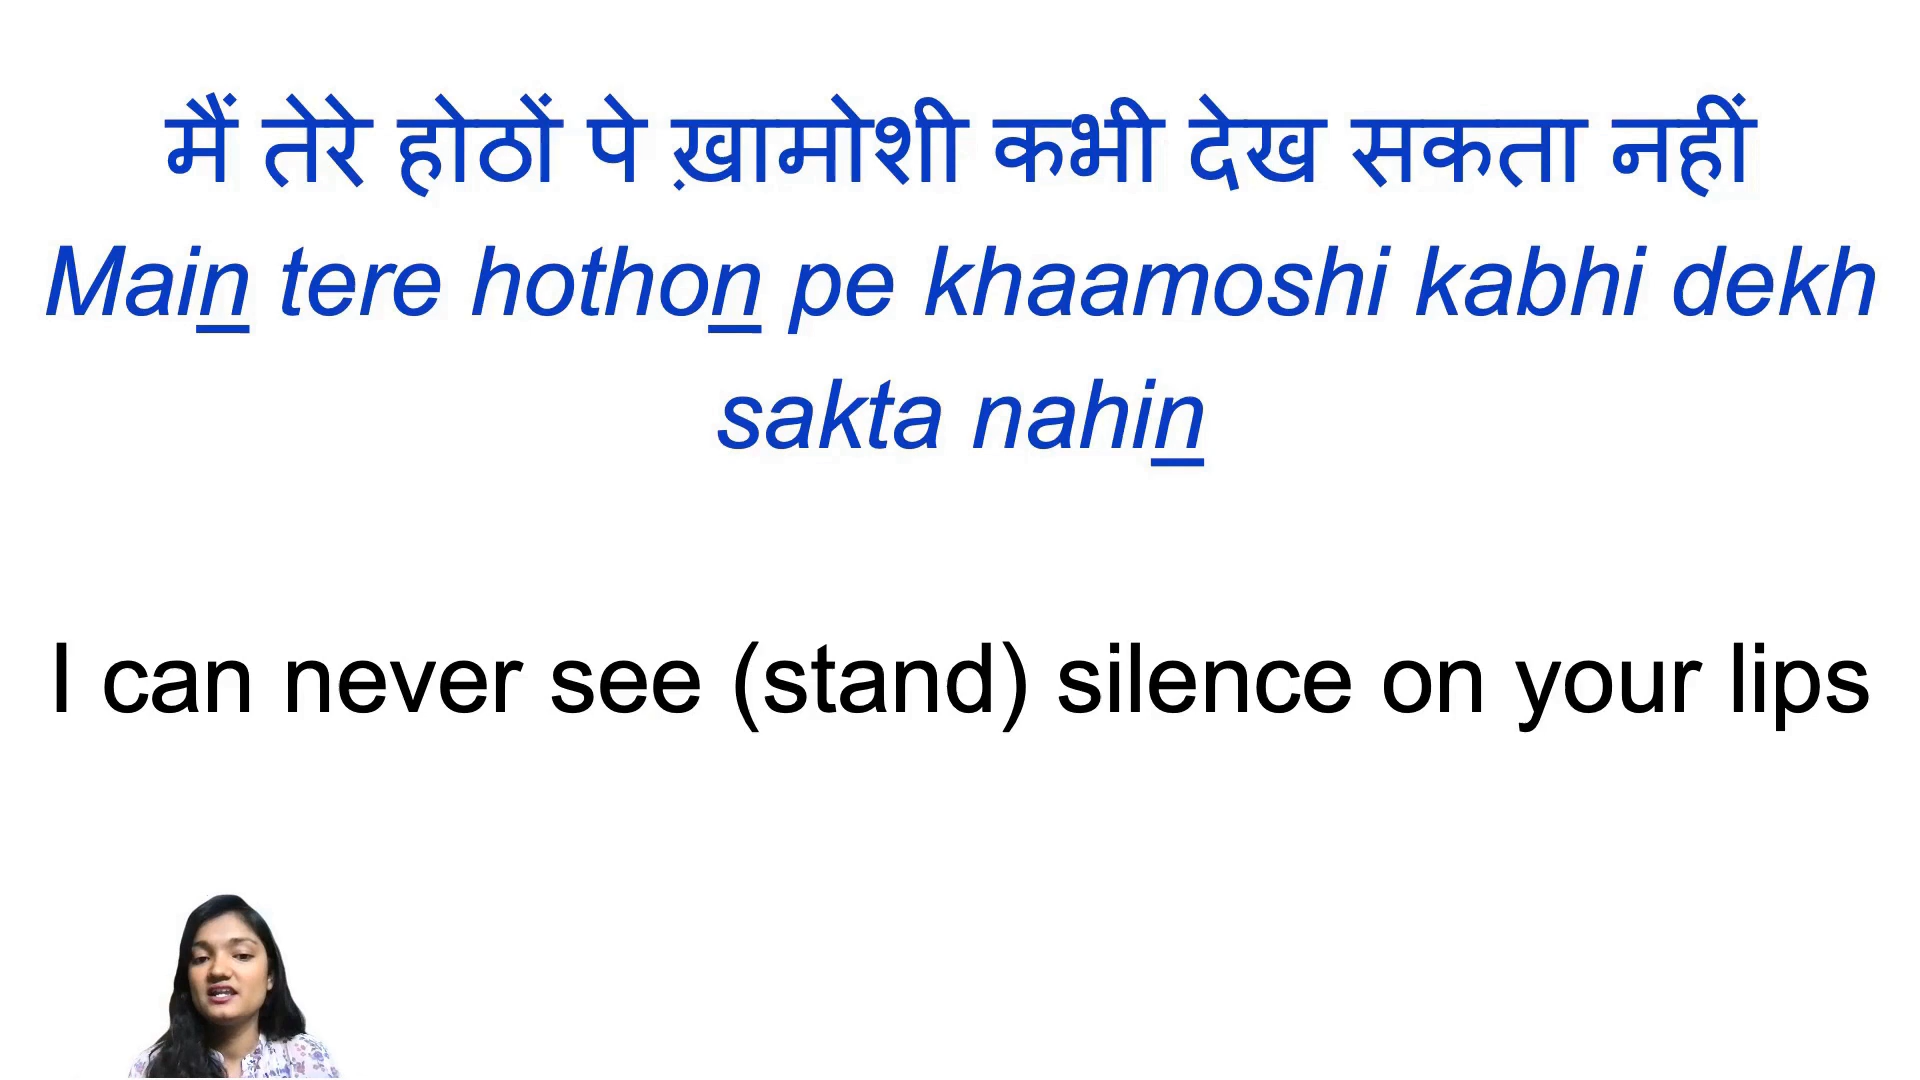 मैं तेरे होठों पे ख़ामोशी कभी देख सकता नहीं
Main tere hothon pe khaamoshi kabhi dekh
sakta nahin
I can never see (stand) silence on your lips